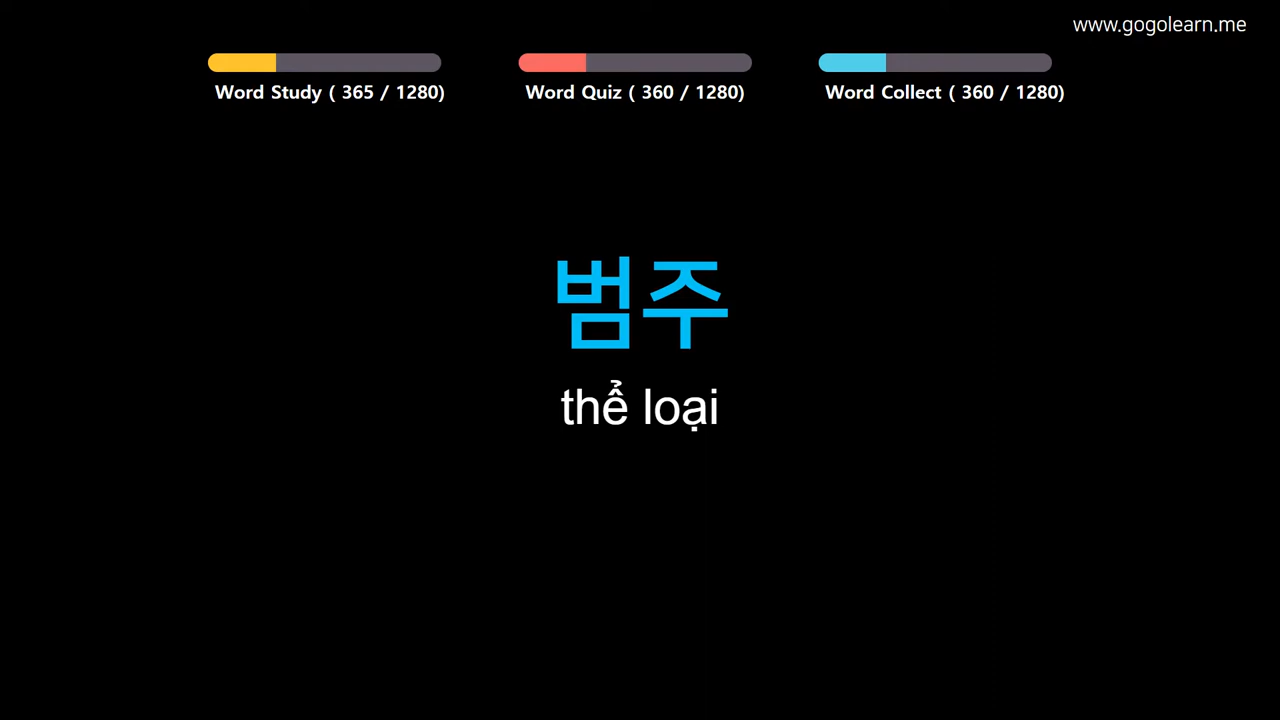 www.gogolearn.me
Word Study ( 365 / 1280)
Word Quiz ( 360 / 1280)
Word Collect ( 360 / 1280)
범주
thể loại